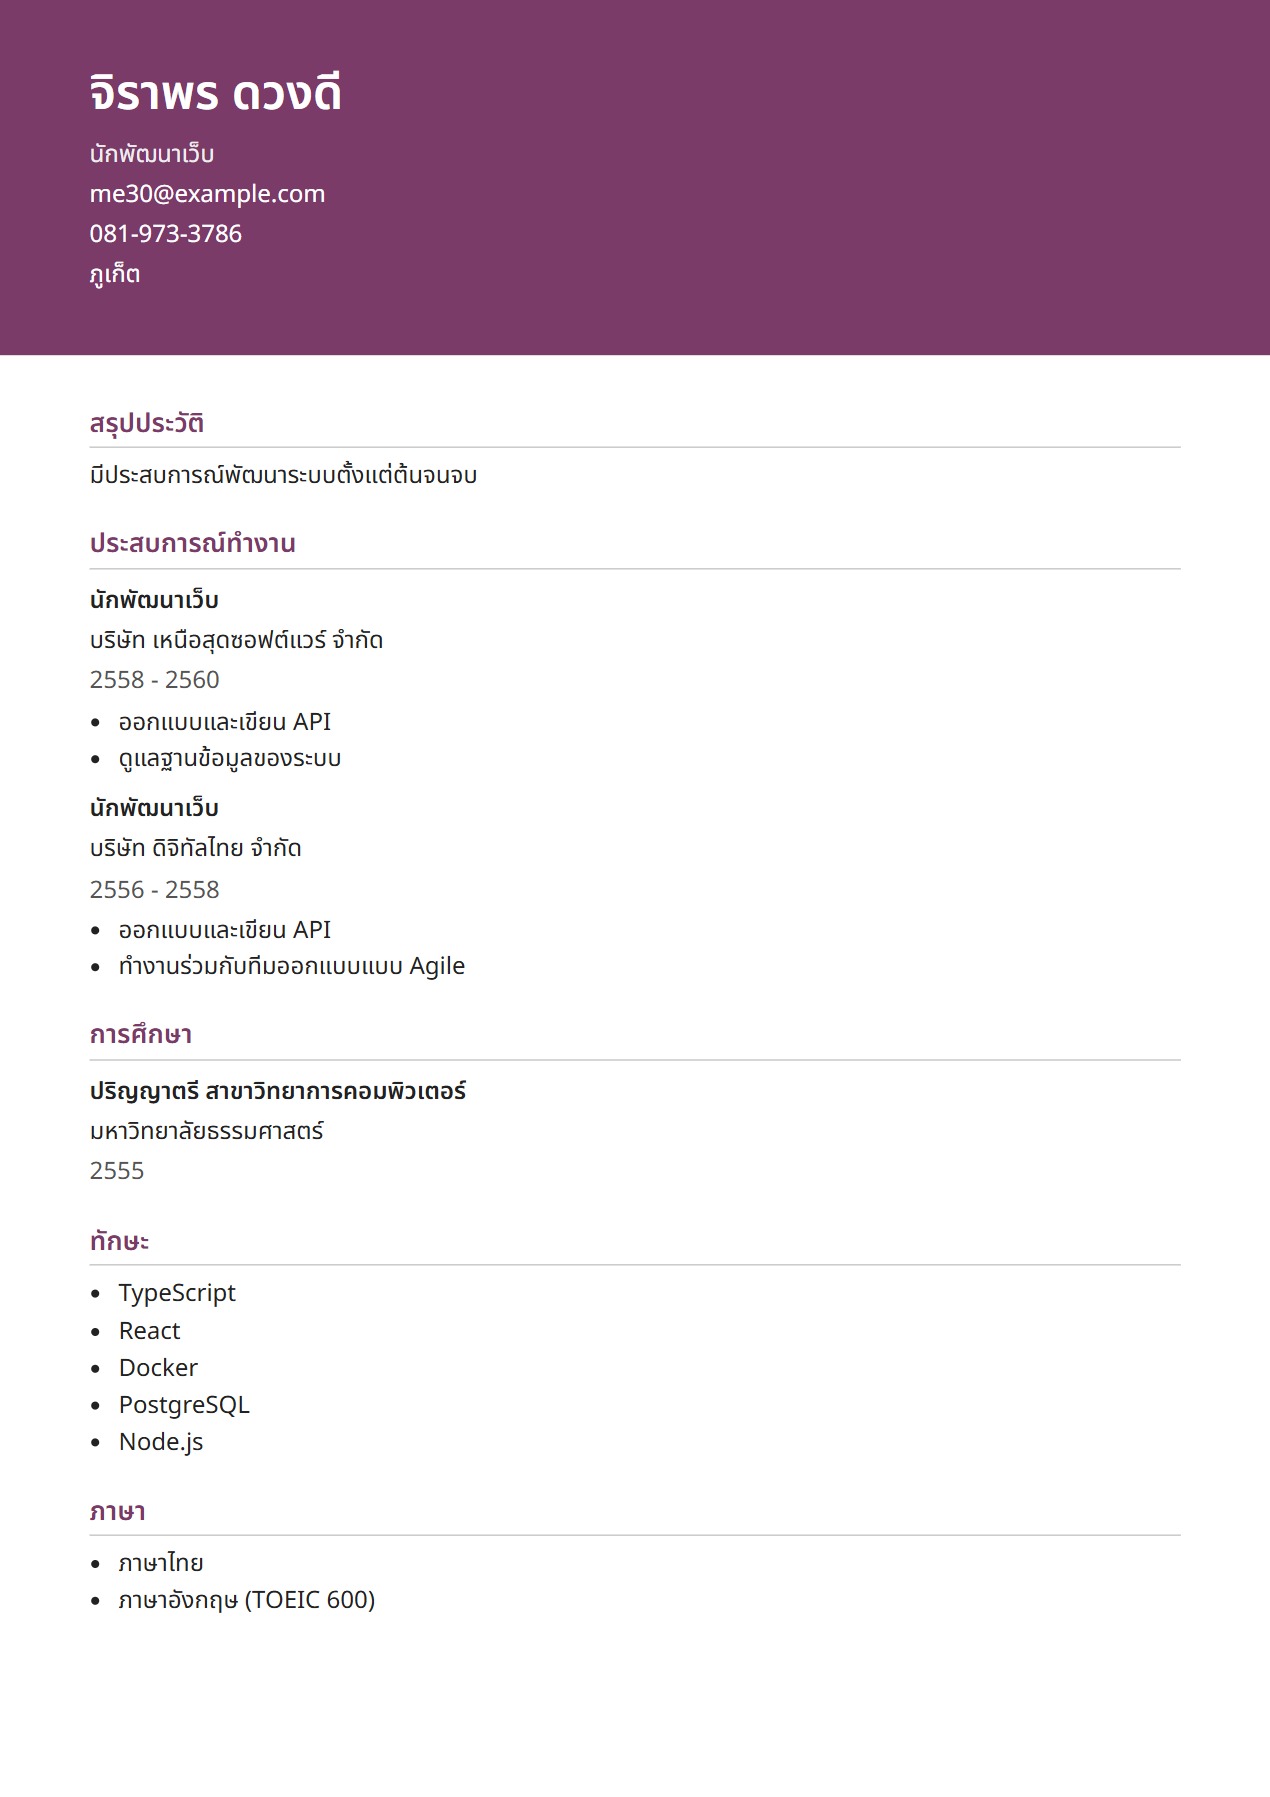 จิราพร ดวงดี
นักพัฒนาเว็บ
me30@example.com
081-973-3786
ภูเก็ต
สรุปประวัติ
มีประสบการณ์พัฒนาระบบตั้งแต่ต้นจนจบ
ประสบการณ์ทำงาน
นักพัฒนาเว็บ
บริษัท เหนือสุดซอฟต์แวร์ จำกัด
2558 - 2560
• ออกแบบและเขียน API
• ดูแลฐานข้อมูลของระบบ
นักพัฒนาเว็บ
บริษัท ดิจิทัลไทย จำกัด
2556 - 2558
• ออกแบบและเขียน API
• ทำงานร่วมกับทีมออกแบบแบบ Agile
การศึกษา
ปริญญาตรี สาขาวิทยาการคอมพิวเตอร์
มหาวิทยาลัยธรรมศาสตร์
2555
ทักษะ
• TypeScript
• React
• Docker
• PostgreSQL
• Node.js
ภาษา
• ภาษาไทย
• ภาษาอังกฤษ (TOEIC 600)